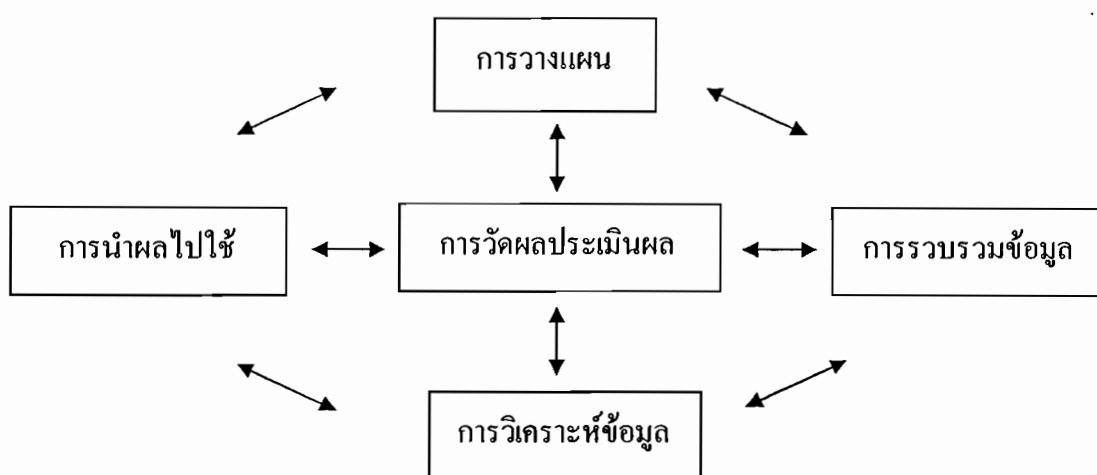 การวางแผน
การนำผลไปใช้
การวัดผลประเมินผล
การรวบรวมข้อมูล
การวิเคราะห์ข้อมูล